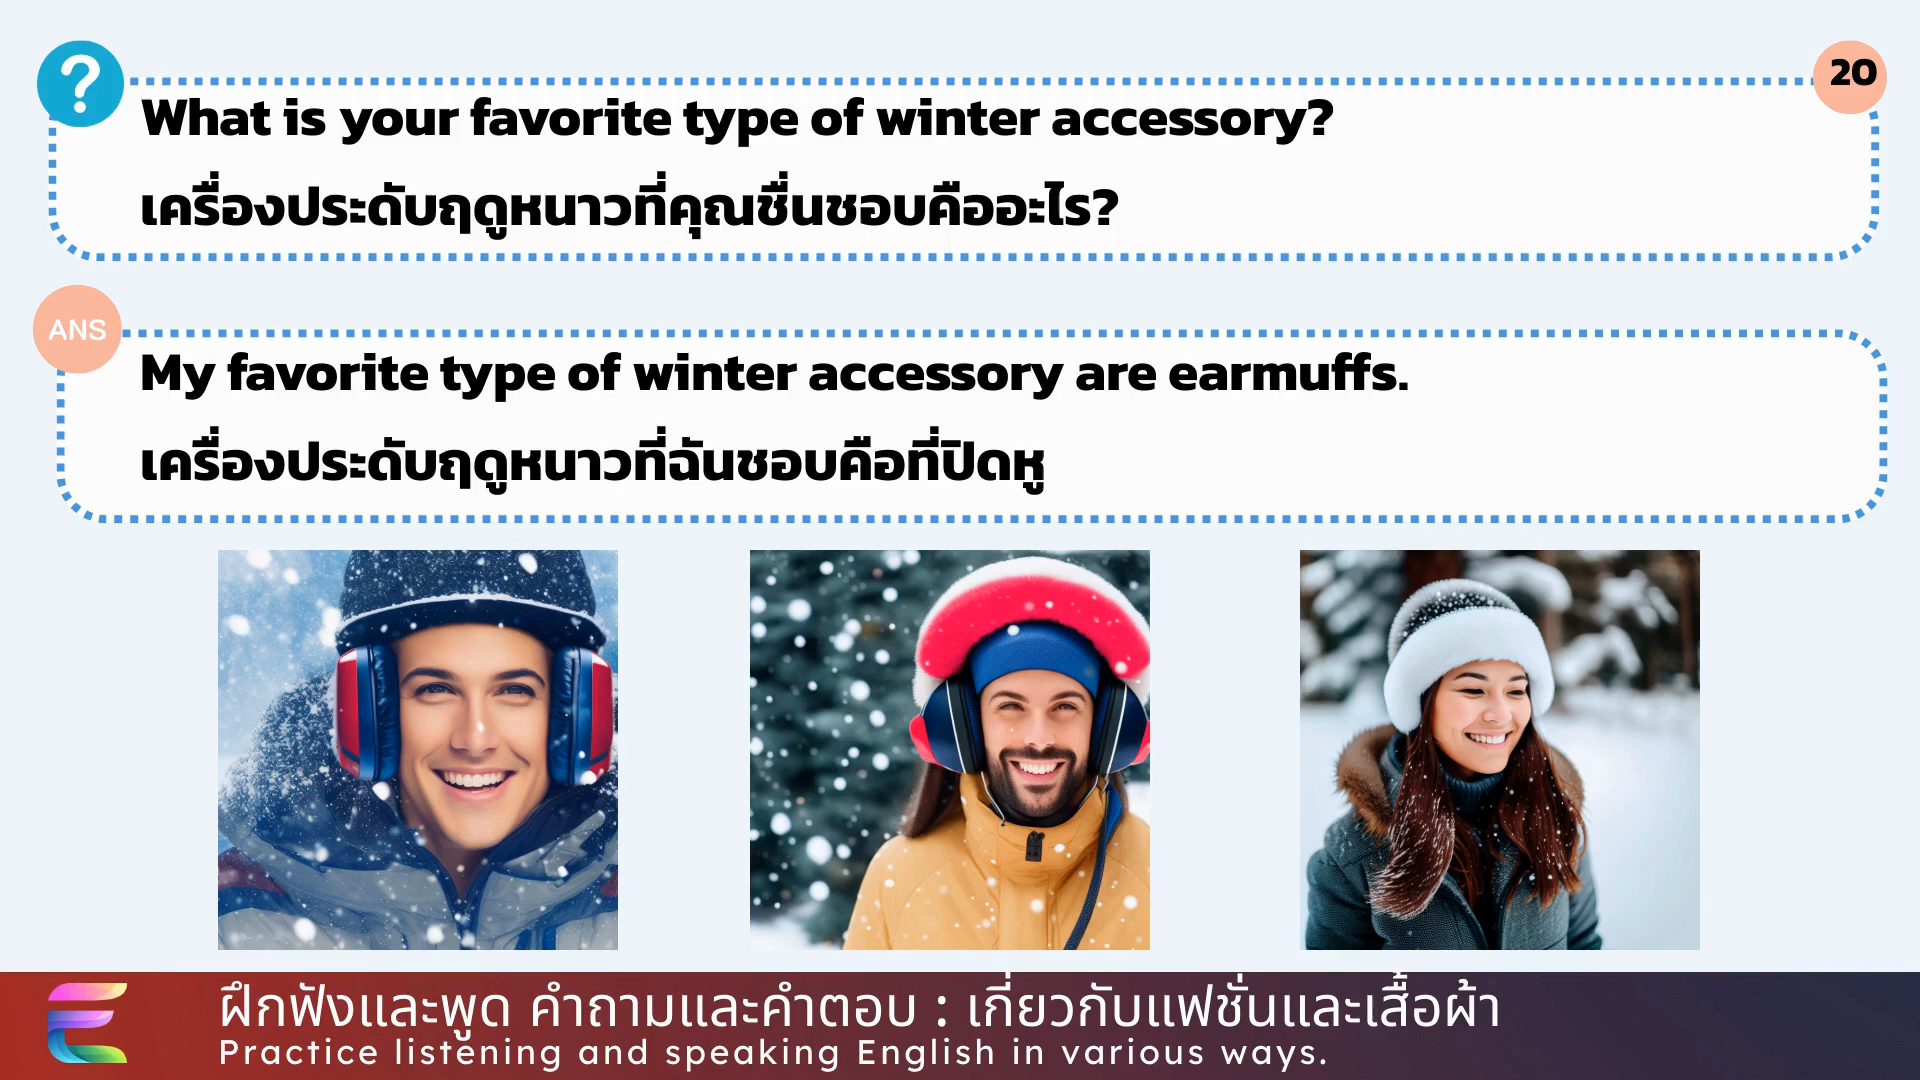 ?
20
What is your favorite type of winter accessory?
เครื่องประดับฤดูหนาวที่คุณชื่นชอบคืออะไร?
ANS
My favorite type of winter accessory are earmuffs.
เครื่องประดับฤดูหนาวที่ฉันชอบคือที่ปิดหู
ฝึกฟังและพูด คำถามและคำตอบ : เกี่ยวกับแฟชั่นและเสื้อผ้า
Practice listening and speaking English in various ways.